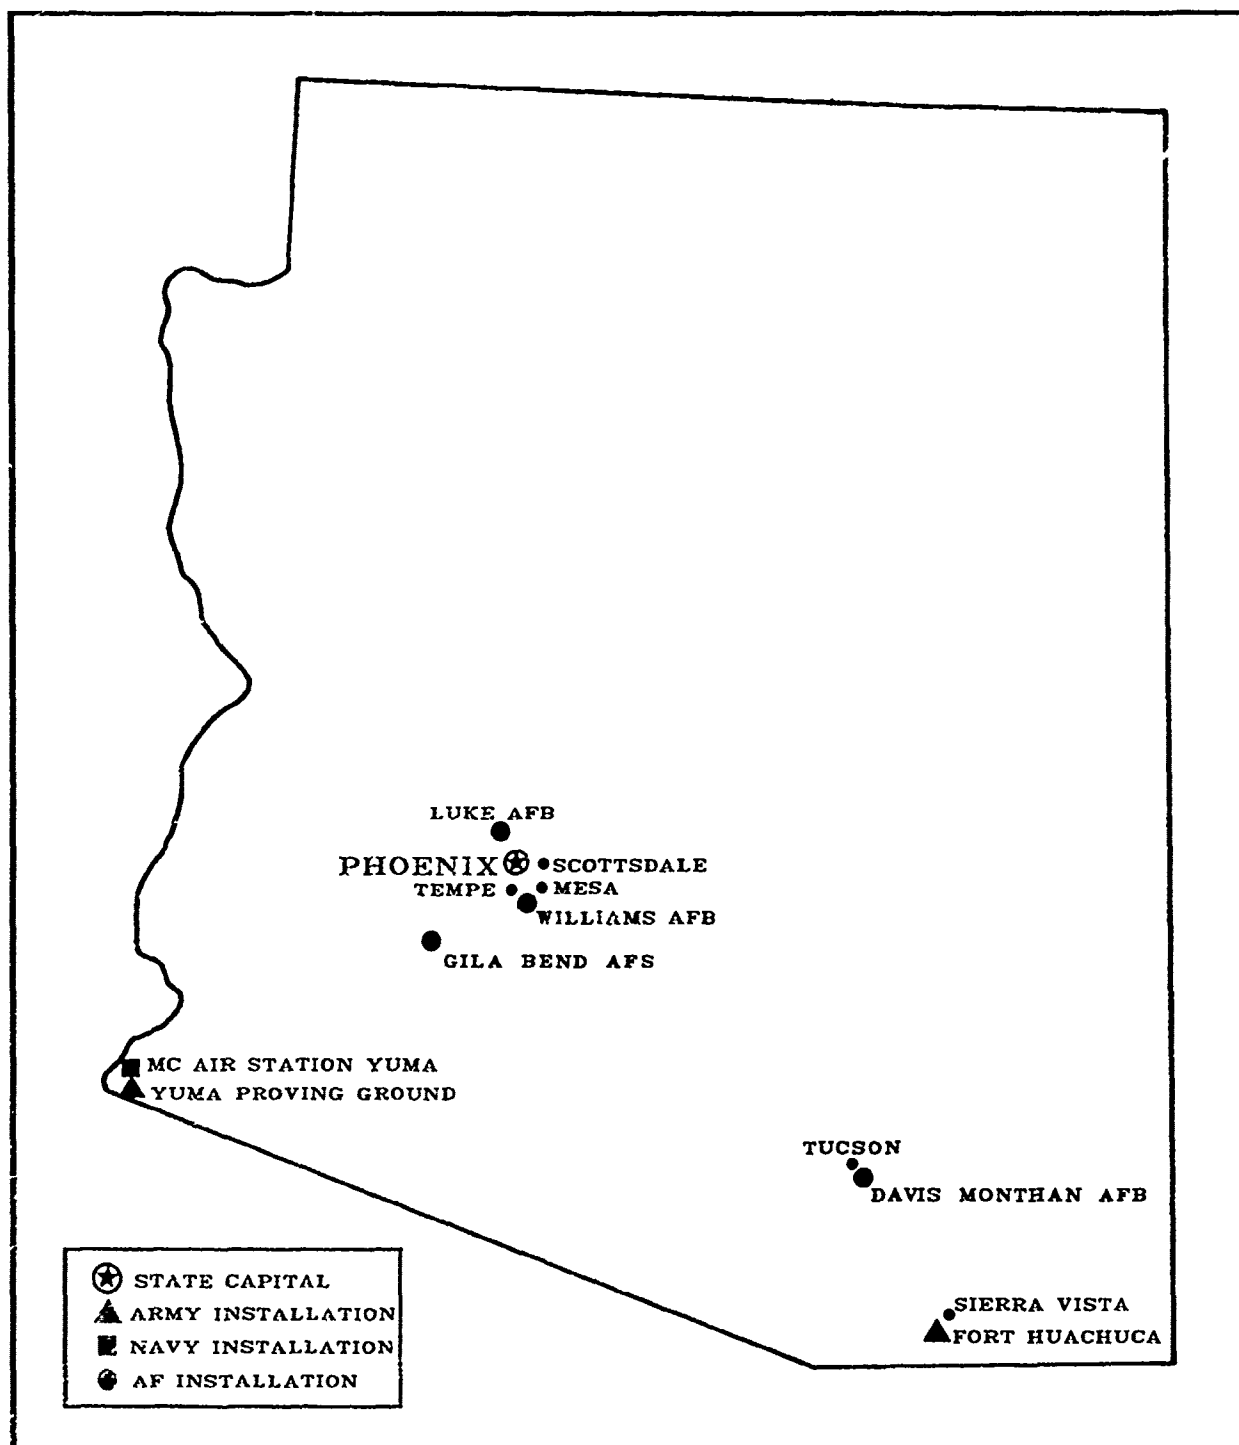 LUKE AFB
PHOENIX
SCOTTSDALE
TEMPE
MESA
WILLIAMS AFB
GILA BEND AFS
MC AIR STATION YUMA
YUMA PROVING GROUND
TUCSON
DAVIS MONTHAN AFB
STATE CAPITAL
ARMY INSTALLATION
NAVY INSTALLATION
AF INSTALLATION
SIERRA VISTA
FORT HUACHUCA